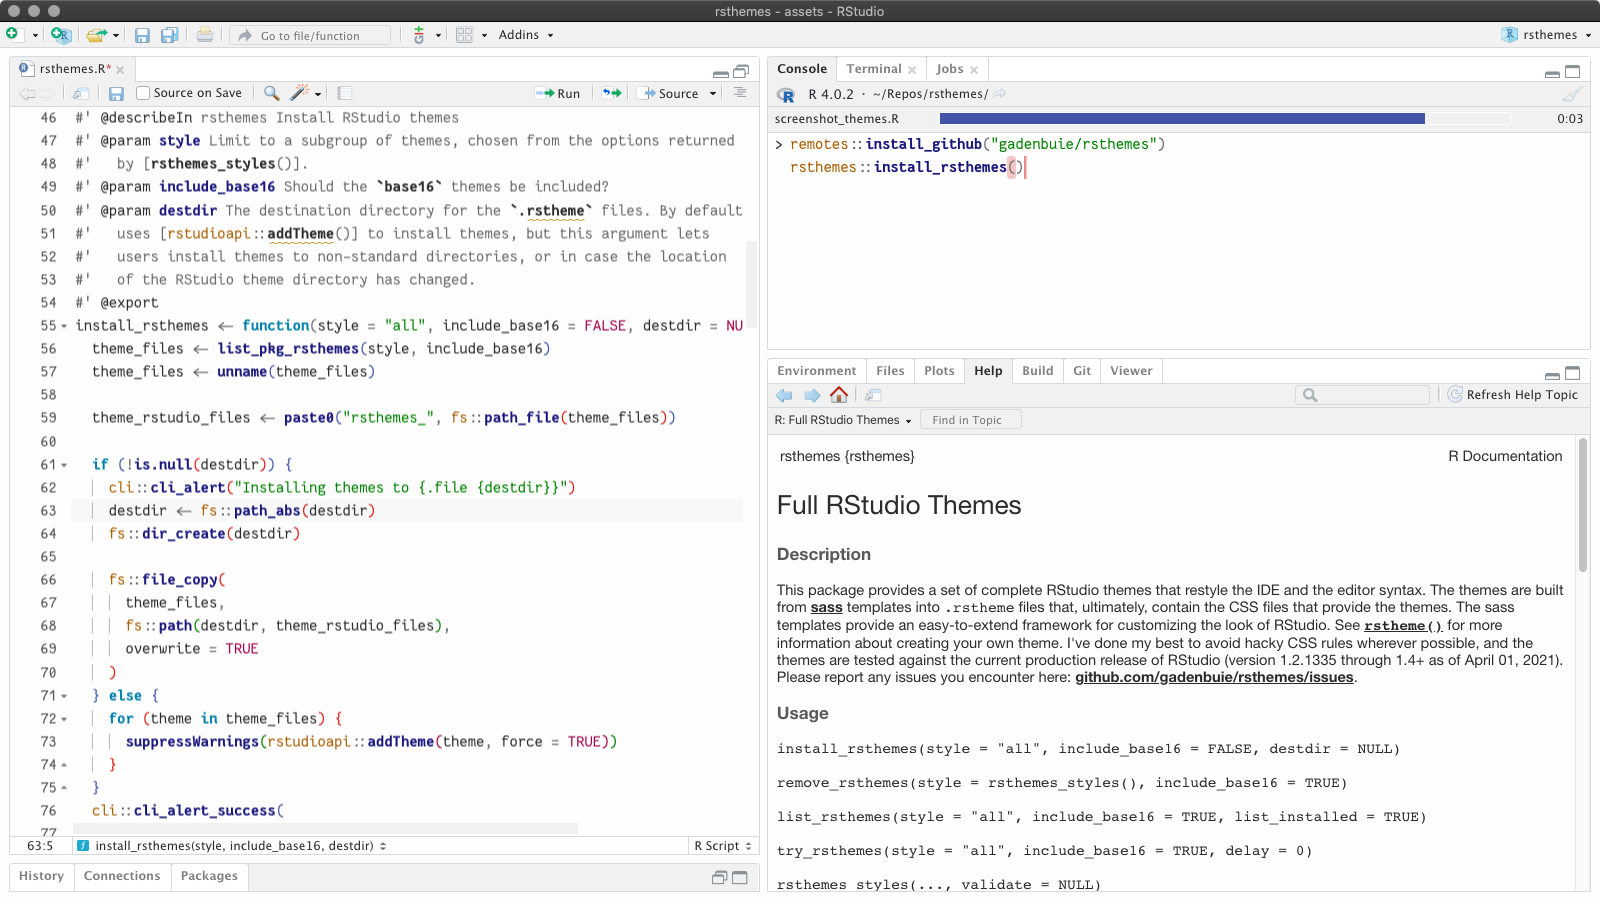 rsthemes - assets - RStudio
Go to file/function
Addins
rsthemes
rsthemes.R*
Source on Save
Run
Source
46 #' @describeIn rsthemes Install RStudio themes
47 #' @param style Limit to a subgroup of themes, chosen from the options returned
48 #'   by [rsthemes_styles()].
49 #' @param include_base16 Should the `base16` themes be included?
50 #' @param destdir The destination directory for the `.rstheme` files. By default
51 #'   uses [rstudioapi::addTheme()] to install themes, but this argument lets
52 #'   users install themes to non-standard directories, or in case the location
53 #'   of the RStudio theme directory has changed.
54 #' @export
55 install_rsthemes <- function(style = "all", include_base16 = FALSE, destdir = NU
56   theme_files <- list_pkg_rsthemes(style, include_base16)
57   theme_files <- unname(theme_files)
58
59   theme_rstudio_files <- paste0("rsthemes_", fs::path_file(theme_files))
60
61   if (!is.null(destdir)) {
62     cli::cli_alert("Installing themes to {.file {destdir}}")
63     destdir <- fs::path_abs(destdir)
64     fs::dir_create(destdir)
65
66     fs::file_copy(
67       theme_files,
68       fs::path(destdir, theme_rstudio_files),
69       overwrite = TRUE
70     )
71   } else {
72     for (theme in theme_files) {
73       suppressWarnings(rstudioapi::addTheme(theme, force = TRUE))
74     }
75   }
76   cli::cli_alert_success(
77
63:5
install_rsthemes(style, include_base16, destdir)
R Script
History
Connections
Packages
Console
Terminal
Jobs
R 4.0.2 · ~/Repos/rsthemes/
screenshot_themes.R
0:03
> remotes::install_github("gadenbuie/rsthemes")
rsthemes::install_rsthemes()
Environment
Files
Plots
Help
Build
Git
Viewer
Refresh Help Topic
R: Full RStudio Themes
Find in Topic
rsthemes {rsthemes}
R Documentation
Full RStudio Themes
Description
This package provides a set of complete RStudio themes that restyle the IDE and the editor syntax. The themes are built
from sass templates into .rstheme files that, ultimately, contain the CSS files that provide the themes. The sass
templates provide an easy-to-extend framework for customizing the look of RStudio. See rstheme() for more
information about creating your own theme. I've done my best to avoid hacky CSS rules wherever possible, and the
themes are tested against the current production release of RStudio (version 1.2.1335 through 1.4+ as of April 01, 2021).
Please report any issues you encounter here: github.com/gadenbuie/rsthemes/issues.
Usage
install_rsthemes(style = "all", include_base16 = FALSE, destdir = NULL)
remove_rsthemes(style = rsthemes_styles(), include_base16 = TRUE)
list_rsthemes(style = "all", include_base16 = TRUE, list_installed = TRUE)
try_rsthemes(style = "all", include_base16 = TRUE, delay = 0)
rsthemes_styles(..., validate = NULL)